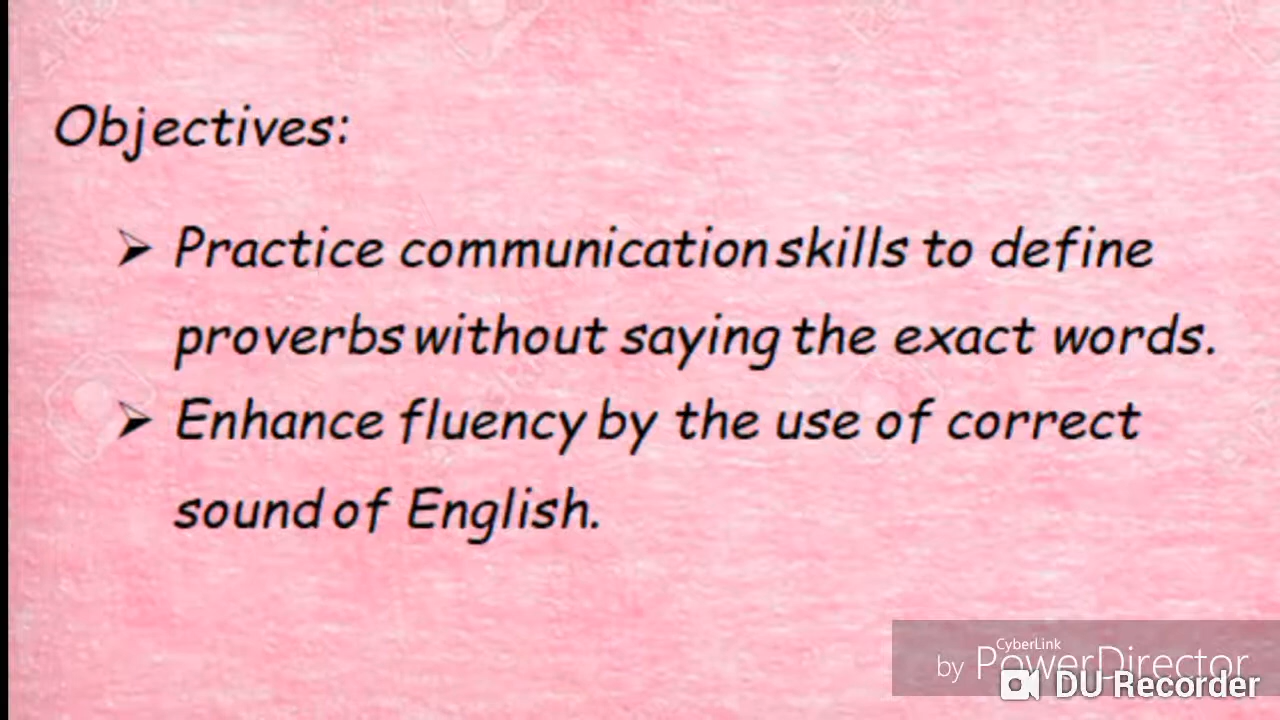 Objectives:
➢ Practice communication skills to define
proverbs without saying the exact words.
➢ Enhance fluency by the use of correct
sound of English.
CyberLink
by PowerDirector
DU Recorder